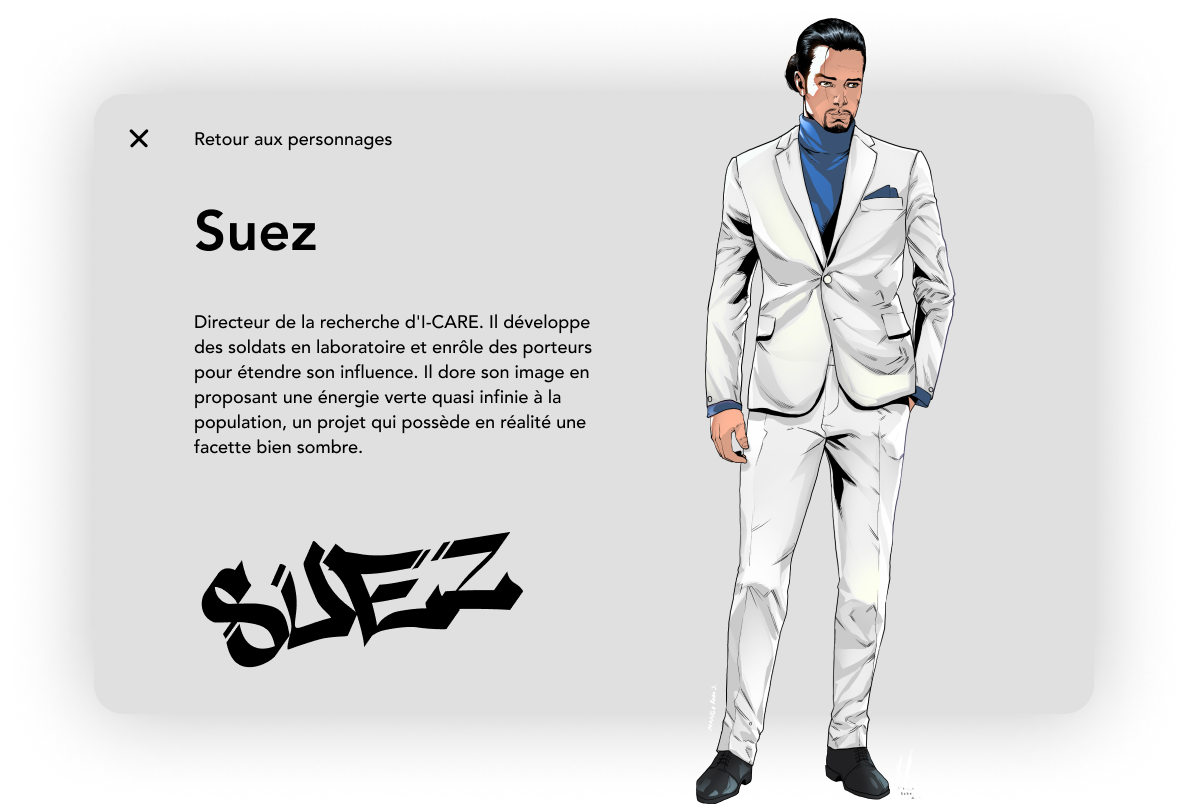 Retour aux personnages
Suez
Directeur de la recherche d'I-CARE. Il développe
des soldats en laboratoire et enrôle des porteurs
pour étendre son influence. Il dore son image en
proposant une énergie verte quasi infinie à la
population, un projet qui possède en réalité une
facette bien sombre.
SUEZ